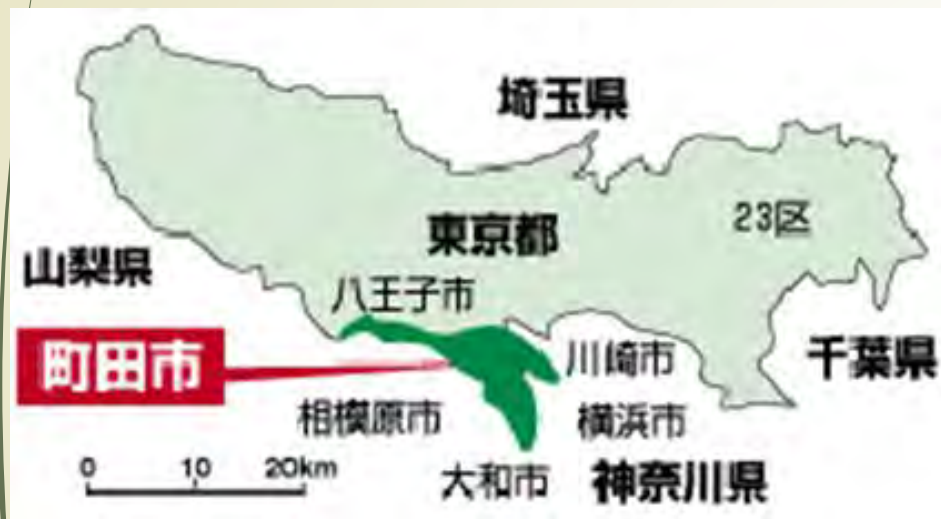 埼玉県
23区
東京都
山梨県
八王子市
町田市
川崎市
千葉県
相模原市
横浜市
0 10 20km
大和市
神奈川県